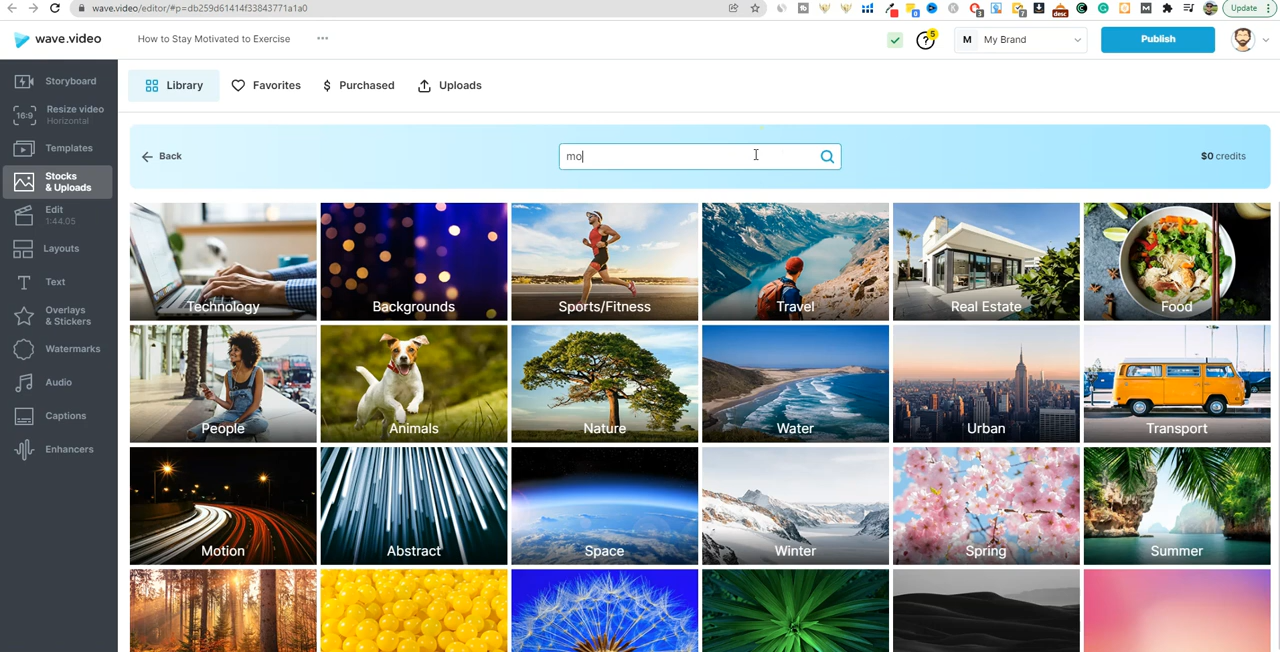 wave.video/editor/#p=db259d61414f33843771a1a0
Update
wave.video
How to Stay Motivated to Exercise
5
M My Brand
Publish
Storyboard
16:9
Resize video
Horizontal
Templates
Stocks
& Uploads
Edit
1:44.05
Layouts
Text
Overlays
& Stickers
Watermarks
Audio
Captions
Enhancers
Library
Favorites
Purchased
Uploads
Back
mo
$0 credits
Technology
Backgrounds
Sports/Fitness
Travel
Real Estate
Food
People
Animals
Nature
Water
Urban
Transport
Motion
Abstract
Space
Winter
Spring
Summer